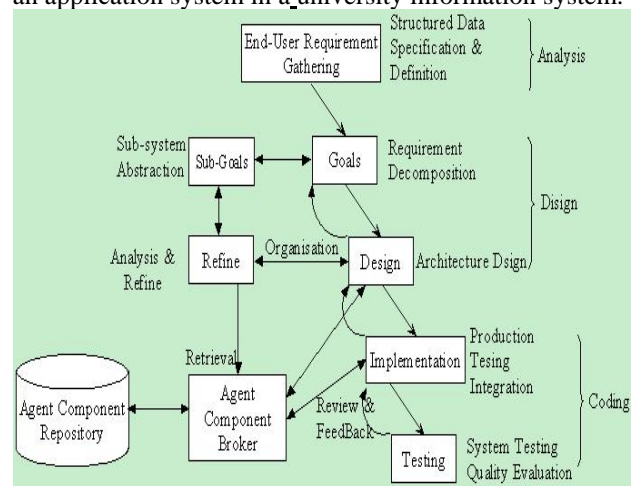 an application system in a university information system.
End-User Requirement
Gathering
Structured Data
Specification &
Definition
Analysis
Sub-system
Abstraction
Sub-Goals
Goals
Requirement
Decomposition
Disign
Analysis &
Refine
Refine
Organisation
Design
Architecture Dsign
Retrieval
Implementation
Production
Tesing
Integration
Coding
Agent Component
Repository
Agent
Component
Broker
Review &
FeedBack
Testing
System Testing
Quality Evaluation